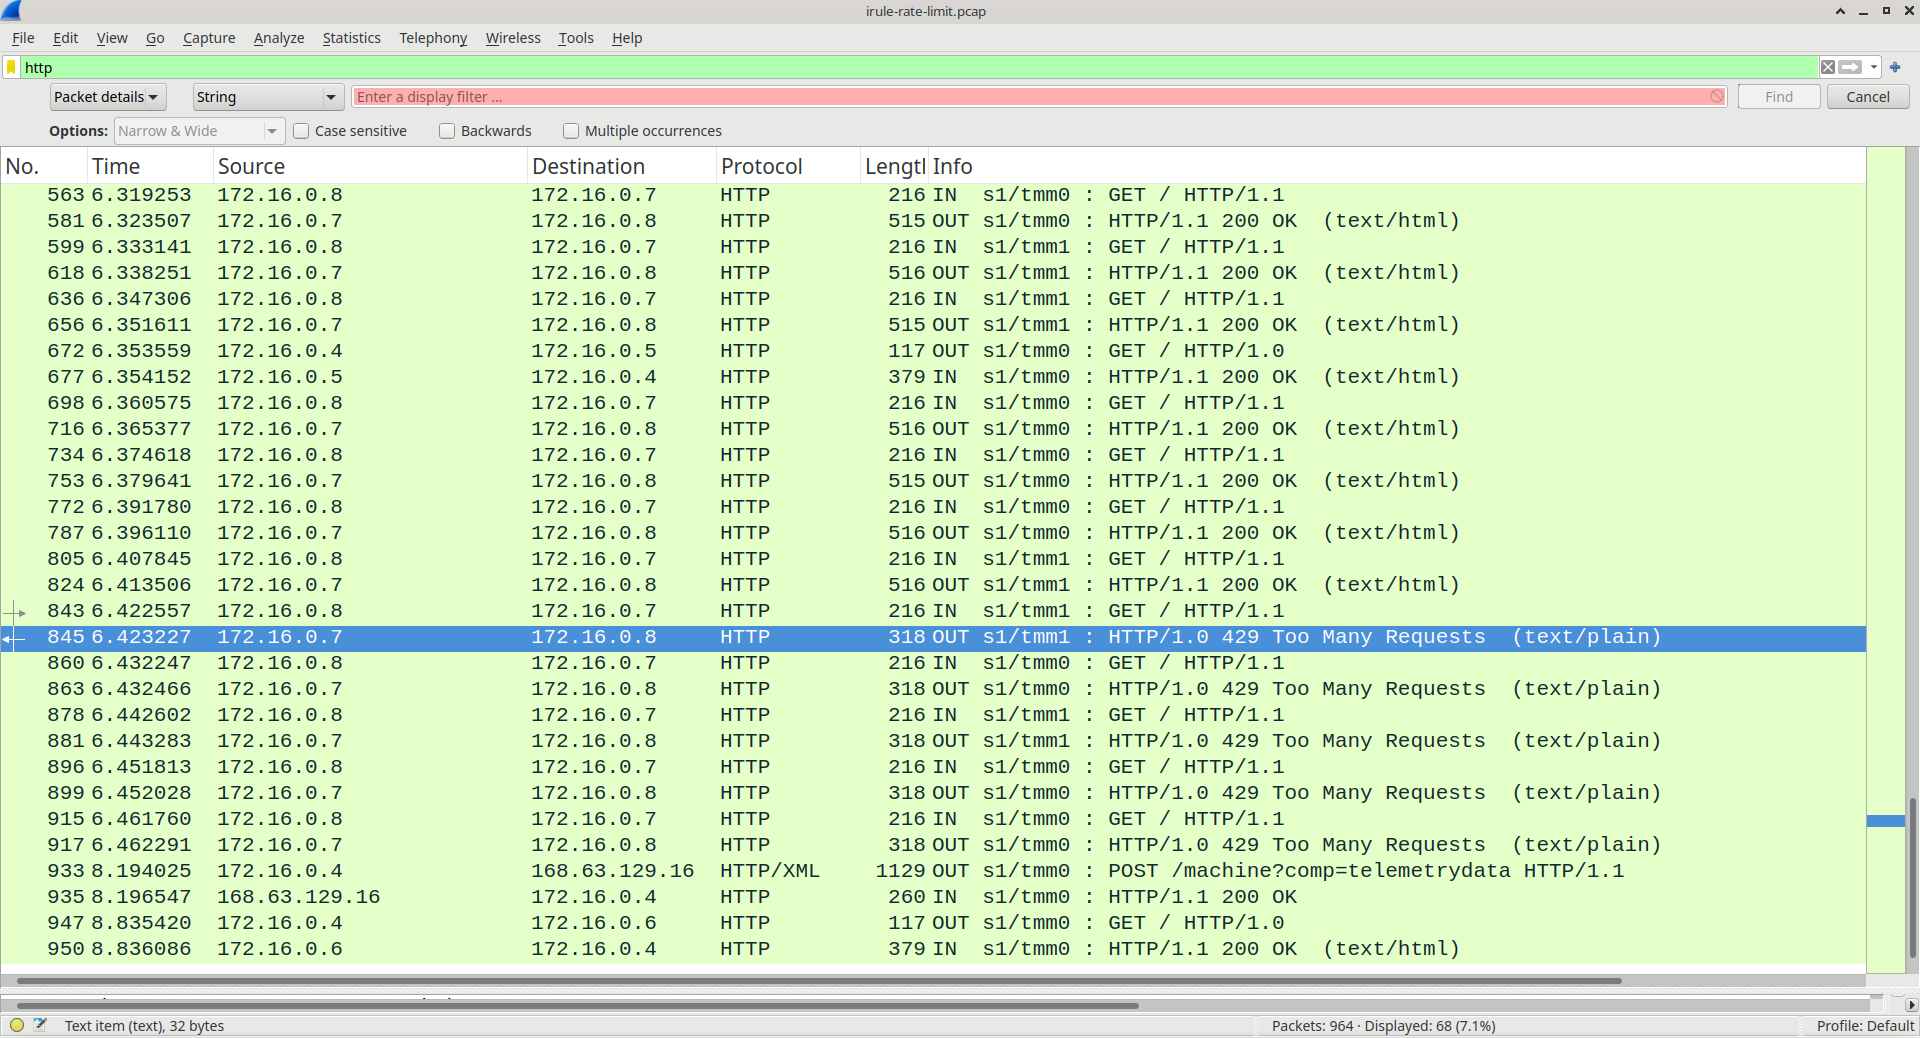 irule-rate-limit.pcap
File Edit View Go Capture Analyze Statistics Telephony Wireless Tools Help
http
Packet details String Enter a display filter ... Find Cancel
Options: Narrow & Wide Case sensitive Backwards Multiple occurrences
No. Time Source Destination Protocol Lengtl Info
563 6.319253 172.16.0.8 172.16.0.7 HTTP 216 IN s1/tmm0 : GET / HTTP/1.1
581 6.323507 172.16.0.7 172.16.0.8 HTTP 515 OUT s1/tmm0 : HTTP/1.1 200 OK (text/html)
599 6.333141 172.16.0.8 172.16.0.7 HTTP 216 IN s1/tmm1 : GET / HTTP/1.1
618 6.338251 172.16.0.7 172.16.0.8 HTTP 516 OUT s1/tmm1 : HTTP/1.1 200 OK (text/html)
636 6.347306 172.16.0.8 172.16.0.7 HTTP 216 IN s1/tmm1 : GET / HTTP/1.1
656 6.351611 172.16.0.7 172.16.0.8 HTTP 515 OUT s1/tmm1 : HTTP/1.1 200 OK (text/html)
672 6.353559 172.16.0.4 172.16.0.5 HTTP 117 OUT s1/tmm0 : GET / HTTP/1.0
677 6.354152 172.16.0.5 172.16.0.4 HTTP 379 IN s1/tmm0 : HTTP/1.1 200 OK (text/html)
698 6.360575 172.16.0.8 172.16.0.7 HTTP 216 IN s1/tmm0 : GET / HTTP/1.1
716 6.365377 172.16.0.7 172.16.0.8 HTTP 516 OUT s1/tmm0 : HTTP/1.1 200 OK (text/html)
734 6.374618 172.16.0.8 172.16.0.7 HTTP 216 IN s1/tmm0 : GET / HTTP/1.1
753 6.379641 172.16.0.7 172.16.0.8 HTTP 515 OUT s1/tmm0 : HTTP/1.1 200 OK (text/html)
772 6.391780 172.16.0.8 172.16.0.7 HTTP 216 IN s1/tmm0 : GET / HTTP/1.1
787 6.396110 172.16.0.7 172.16.0.8 HTTP 516 OUT s1/tmm0 : HTTP/1.1 200 OK (text/html)
805 6.407845 172.16.0.8 172.16.0.7 HTTP 216 IN s1/tmm1 : GET / HTTP/1.1
824 6.413506 172.16.0.7 172.16.0.8 HTTP 516 OUT s1/tmm1 : HTTP/1.1 200 OK (text/html)
843 6.422557 172.16.0.8 172.16.0.7 HTTP 216 IN s1/tmm1 : GET / HTTP/1.1
845 6.423227 172.16.0.7 172.16.0.8 HTTP 318 OUT s1/tmm1 : HTTP/1.0 429 Too Many Requests (text/plain)
860 6.432247 172.16.0.8 172.16.0.7 HTTP 216 IN s1/tmm0 : GET / HTTP/1.1
863 6.432466 172.16.0.7 172.16.0.8 HTTP 318 OUT s1/tmm0 : HTTP/1.0 429 Too Many Requests (text/plain)
878 6.442602 172.16.0.8 172.16.0.7 HTTP 216 IN s1/tmm1 : GET / HTTP/1.1
881 6.443283 172.16.0.7 172.16.0.8 HTTP 318 OUT s1/tmm1 : HTTP/1.0 429 Too Many Requests (text/plain)
896 6.451813 172.16.0.8 172.16.0.7 HTTP 216 IN s1/tmm0 : GET / HTTP/1.1
899 6.452028 172.16.0.7 172.16.0.8 HTTP 318 OUT s1/tmm0 : HTTP/1.0 429 Too Many Requests (text/plain)
915 6.461760 172.16.0.8 172.16.0.7 HTTP 216 IN s1/tmm0 : GET / HTTP/1.1
917 6.462291 172.16.0.7 172.16.0.8 HTTP 318 OUT s1/tmm0 : HTTP/1.0 429 Too Many Requests (text/plain)
933 8.194025 172.16.0.4 168.63.129.16 HTTP/XML 1129 OUT s1/tmm0 : POST /machine?comp=telemetrydata HTTP/1.1
935 8.196547 168.63.129.16 172.16.0.4 HTTP 260 IN s1/tmm0 : HTTP/1.1 200 OK
947 8.835420 172.16.0.4 172.16.0.6 HTTP 117 OUT s1/tmm0 : GET / HTTP/1.0
950 8.836086 172.16.0.6 172.16.0.4 HTTP 379 IN s1/tmm0 : HTTP/1.1 200 OK (text/html)
Text item (text), 32 bytes Packets: 964 · Displayed: 68 (7.1%) Profile: Default